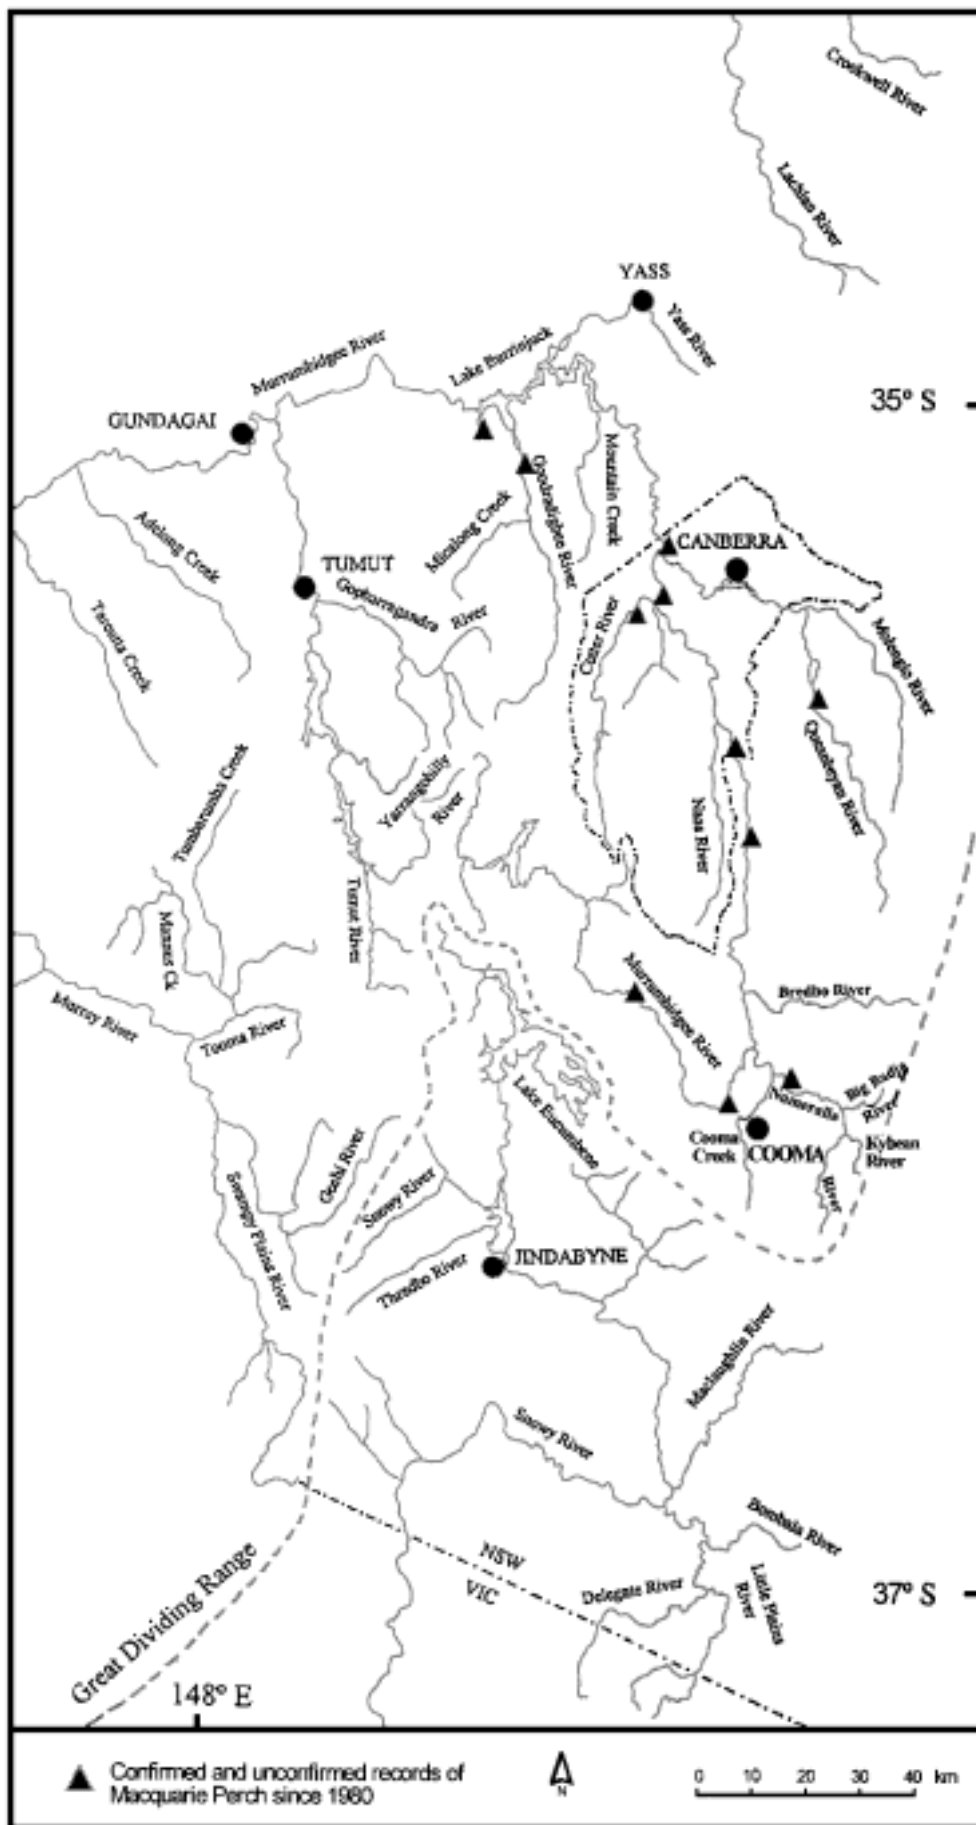 Crookwell River
Lachlan River
YASS
Yass River
Murrumbidgee River
Lake Burrinjuck
35° S
GUNDAGAI
Goodradigbee River
Mountain Creek
Micalong Creek
Adelong Creek
CANBERRA
TUMUT
Goobarragandra River
Tarcutta Creek
Cotter River
Molonglo River
Queanbeyan River
Naas River
Yarrangobilly River
Tumbarumba Creek
Tumut River
Mannus Ck
Murray River
Tooma River
Murrumbidgee River
Bredbo River
Lake Eucumbene
Numeralla River
Big Badja River
Kybean River
Cooma Creek
COOMA
Geehi River
Snowy River
Swampy Plains River
Thredbo River
JINDABYNE
Maclaughlin River
Snowy River
Bombala River
NSW
VIC
Delegate River
Little Plains River
37° S
Great Dividing Range
148° E
Confirmed and unconfirmed records of
Macquarie Perch since 1980
N
0 10 20 30 40 km